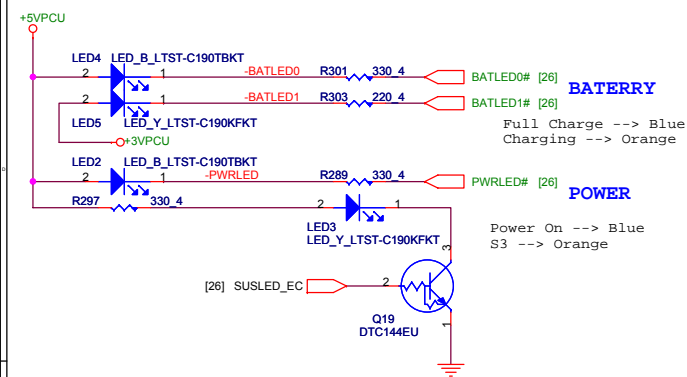 +5VPCU
LED4 LED_B_LTST-C190TBKT
2 1 -BATLED0 R301 330_4 BATLED0# [26]
BATERRY
2 1 -BATLED1 R303 220_4 BATLED1# [26]
LED5 LED_Y_LTST-C190KFKT
Full Charge --> Blue
Charging --> Orange
+3VPCU
LED2 LED_B_LTST-C190TBKT
2 1 -PWRLED R289 330_4 PWRLED# [26]
POWER
R297 330_4 2 1
LED3
LED_Y_LTST-C190KFKT
Power On --> Blue
S3 --> Orange
3
[26] SUSLED_EC 2
Q19
DTC144EU
1